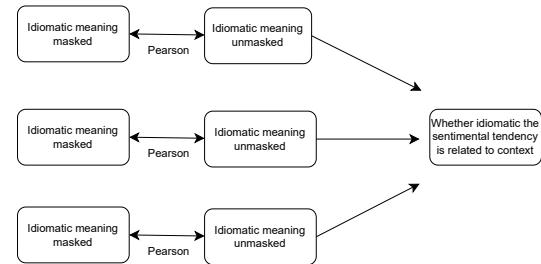 Idiomatic meaning
masked
Pearson
Idiomatic meaning
unmasked
Idiomatic meaning
masked
Pearson
Idiomatic meaning
unmasked
Whether idiomatic the
sentimental tendency
is related to context
Idiomatic meaning
masked
Pearson
Idiomatic meaning
unmasked